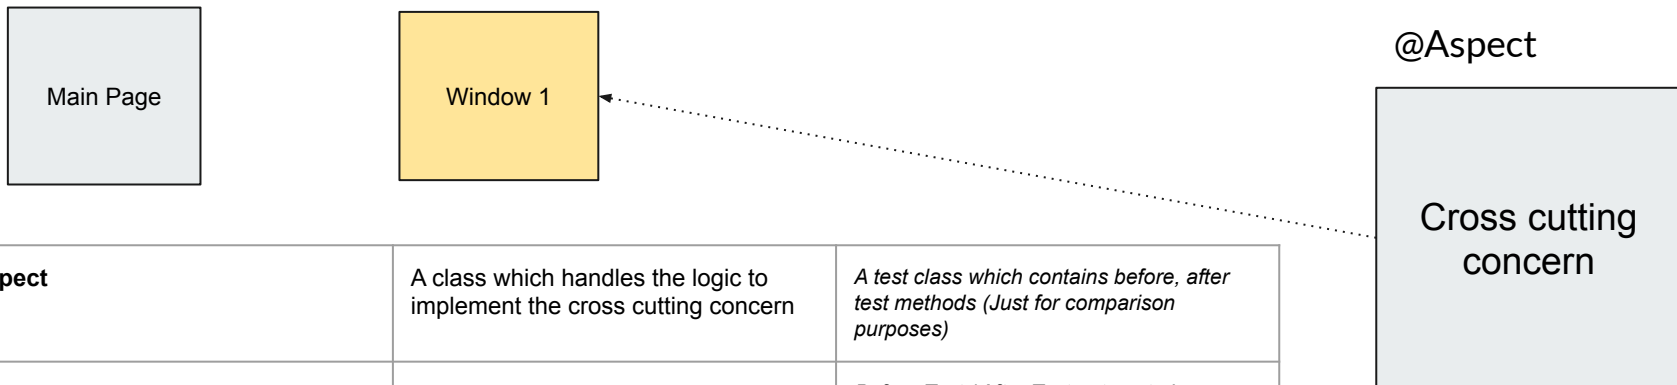 @Aspect
Main Page
Window 1
Cross cutting
concern
pect
A class which handles the logic to
implement the cross cutting concern
A test class which contains before, after
test methods (Just for comparison
purposes)